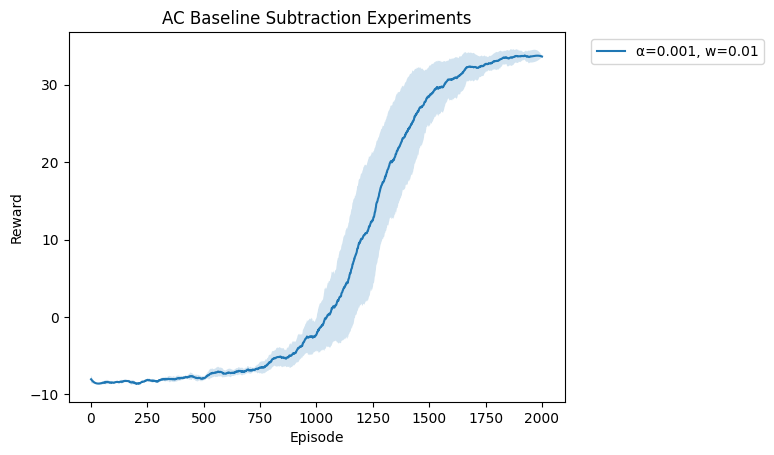 AC Baseline Subtraction Experiments
α=0.001, w=0.01
Reward
30
20
10
0
−10
0 250 500 750 1000 1250 1500 1750 2000
Episode